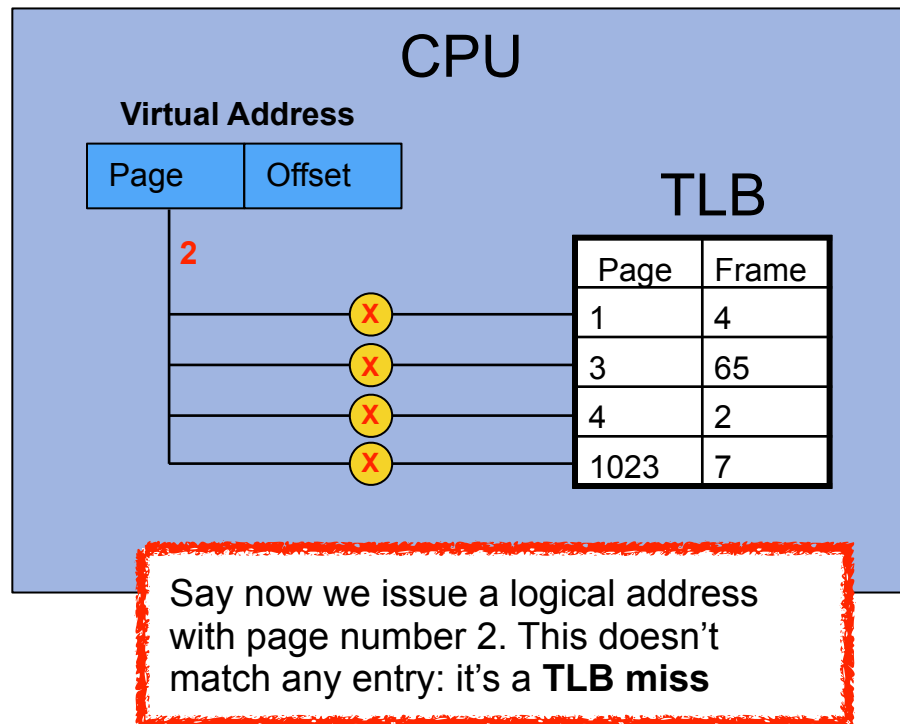 CPU
Virtual Address
Page Offset
TLB
2
Page Frame
X
1 4
X
3 65
X
4 2
X
1023 7
Say now we issue a logical address
with page number 2. This doesn’t
match any entry: it’s a TLB miss